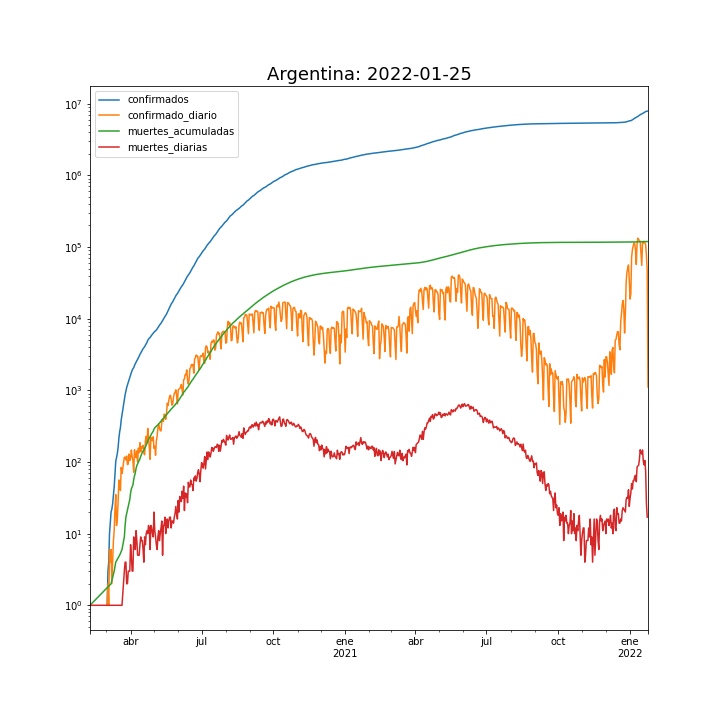 Argentina: 2022-01-25
confirmados
confirmado_diario
muertes_acumuladas
muertes_diarias
10⁷
10⁶
10⁵
10⁴
10³
10²
10¹
10⁰
abr jul oct ene abr jul oct ene
2021 2022